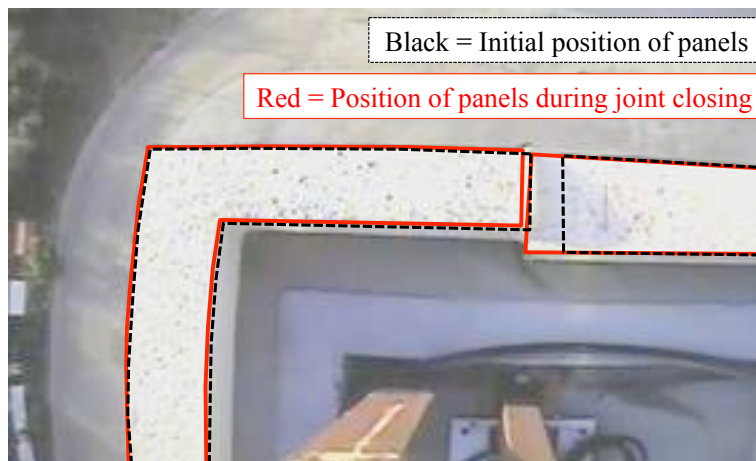 Black = Initial position of panels
Red = Position of panels during joint closing